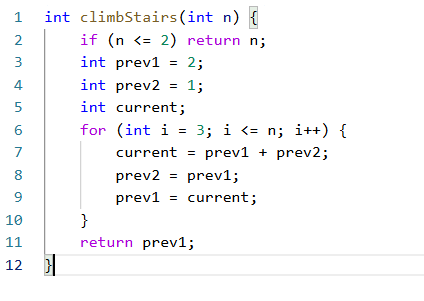 1 int climbStairs(int n) {
2     if (n <= 2) return n;
3     int prev1 = 2;
4     int prev2 = 1;
5     int current;
6     for (int i = 3; i <= n; i++) {
7         current = prev1 + prev2;
8         prev2 = prev1;
9         prev1 = current;
10     }
11     return prev1;
12 }